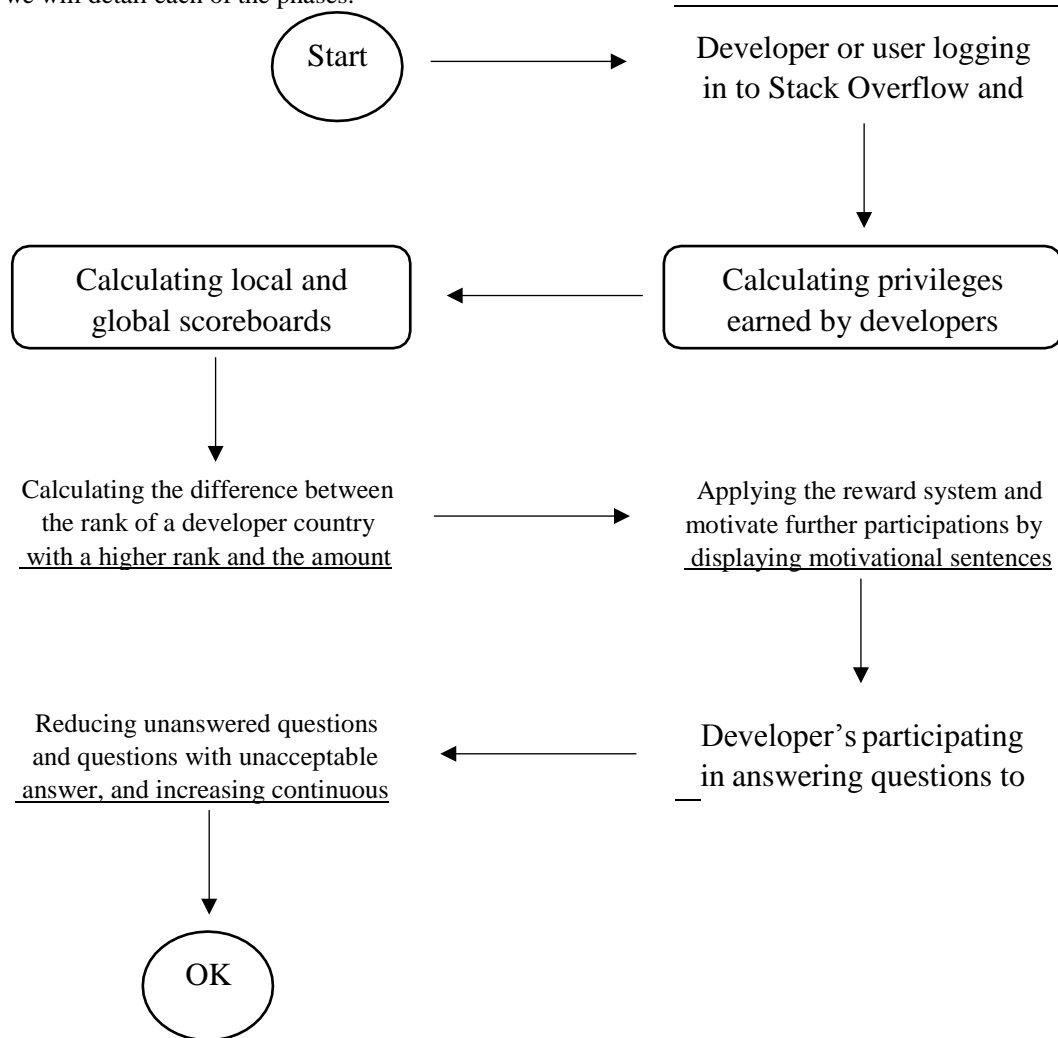 we will detail each of the phases.
Start
Developer or user logging
in to Stack Overflow and
Calculating privileges
earned by developers
Calculating local and
global scoreboards
Calculating the difference between
the rank of a developer country
with a higher rank and the amount
Applying the reward system and
motivate further participations by
displaying motivational sentences
Developer's participating
in answering questions to
Reducing unanswered questions
and questions with unacceptable
answer, and increasing continuous
OK